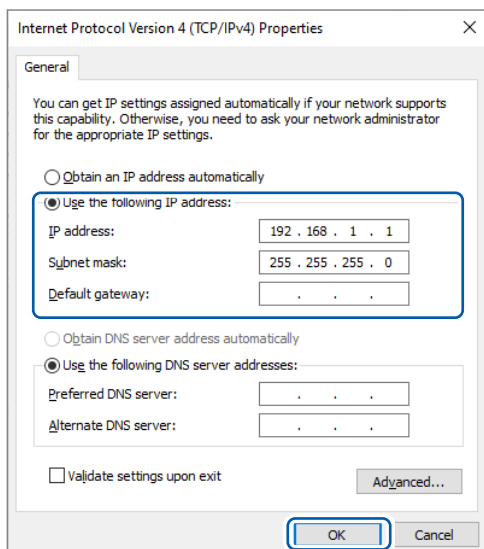 Internet Protocol Version 4 (TCP/IPv4) Properties
General
You can get IP settings assigned automatically if your network supports
this capability. Otherwise, you need to ask your network administrator
for the appropriate IP settings.
Obtain an IP address automatically
Use the following IP address:
IP address: 192 . 168 . 1 . 1
Subnet mask: 255 . 255 . 255 . 0
Default gateway: . . .
Obtain DNS server address automatically
Use the following DNS server addresses:
Preferred DNS server: . . .
Alternate DNS server: . . .
Validate settings upon exit
Advanced...
OK Cancel